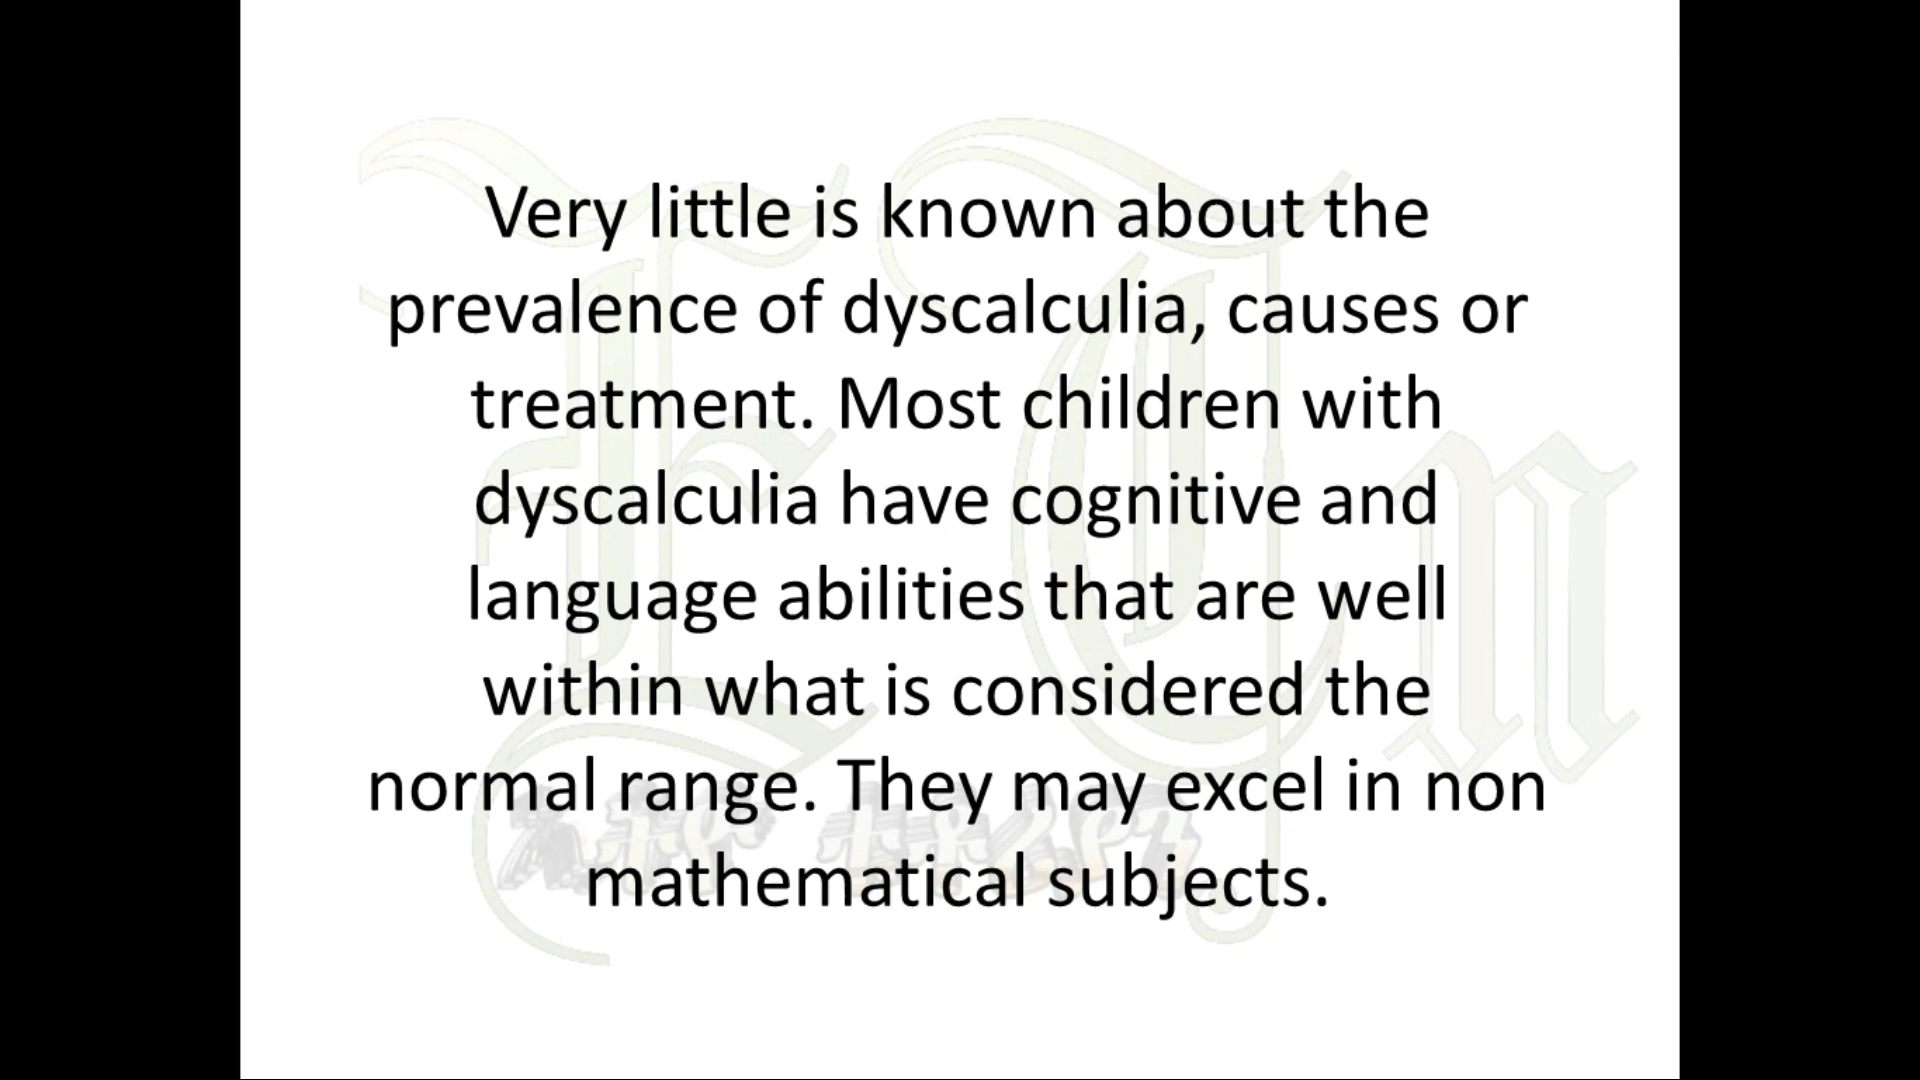 Very little is known about the
prevalence of dyscalculia, causes or
treatment. Most children with
dyscalculia have cognitive and
language abilities that are well
within what is considered the
normal range. They may excel in non
mathematical subjects.